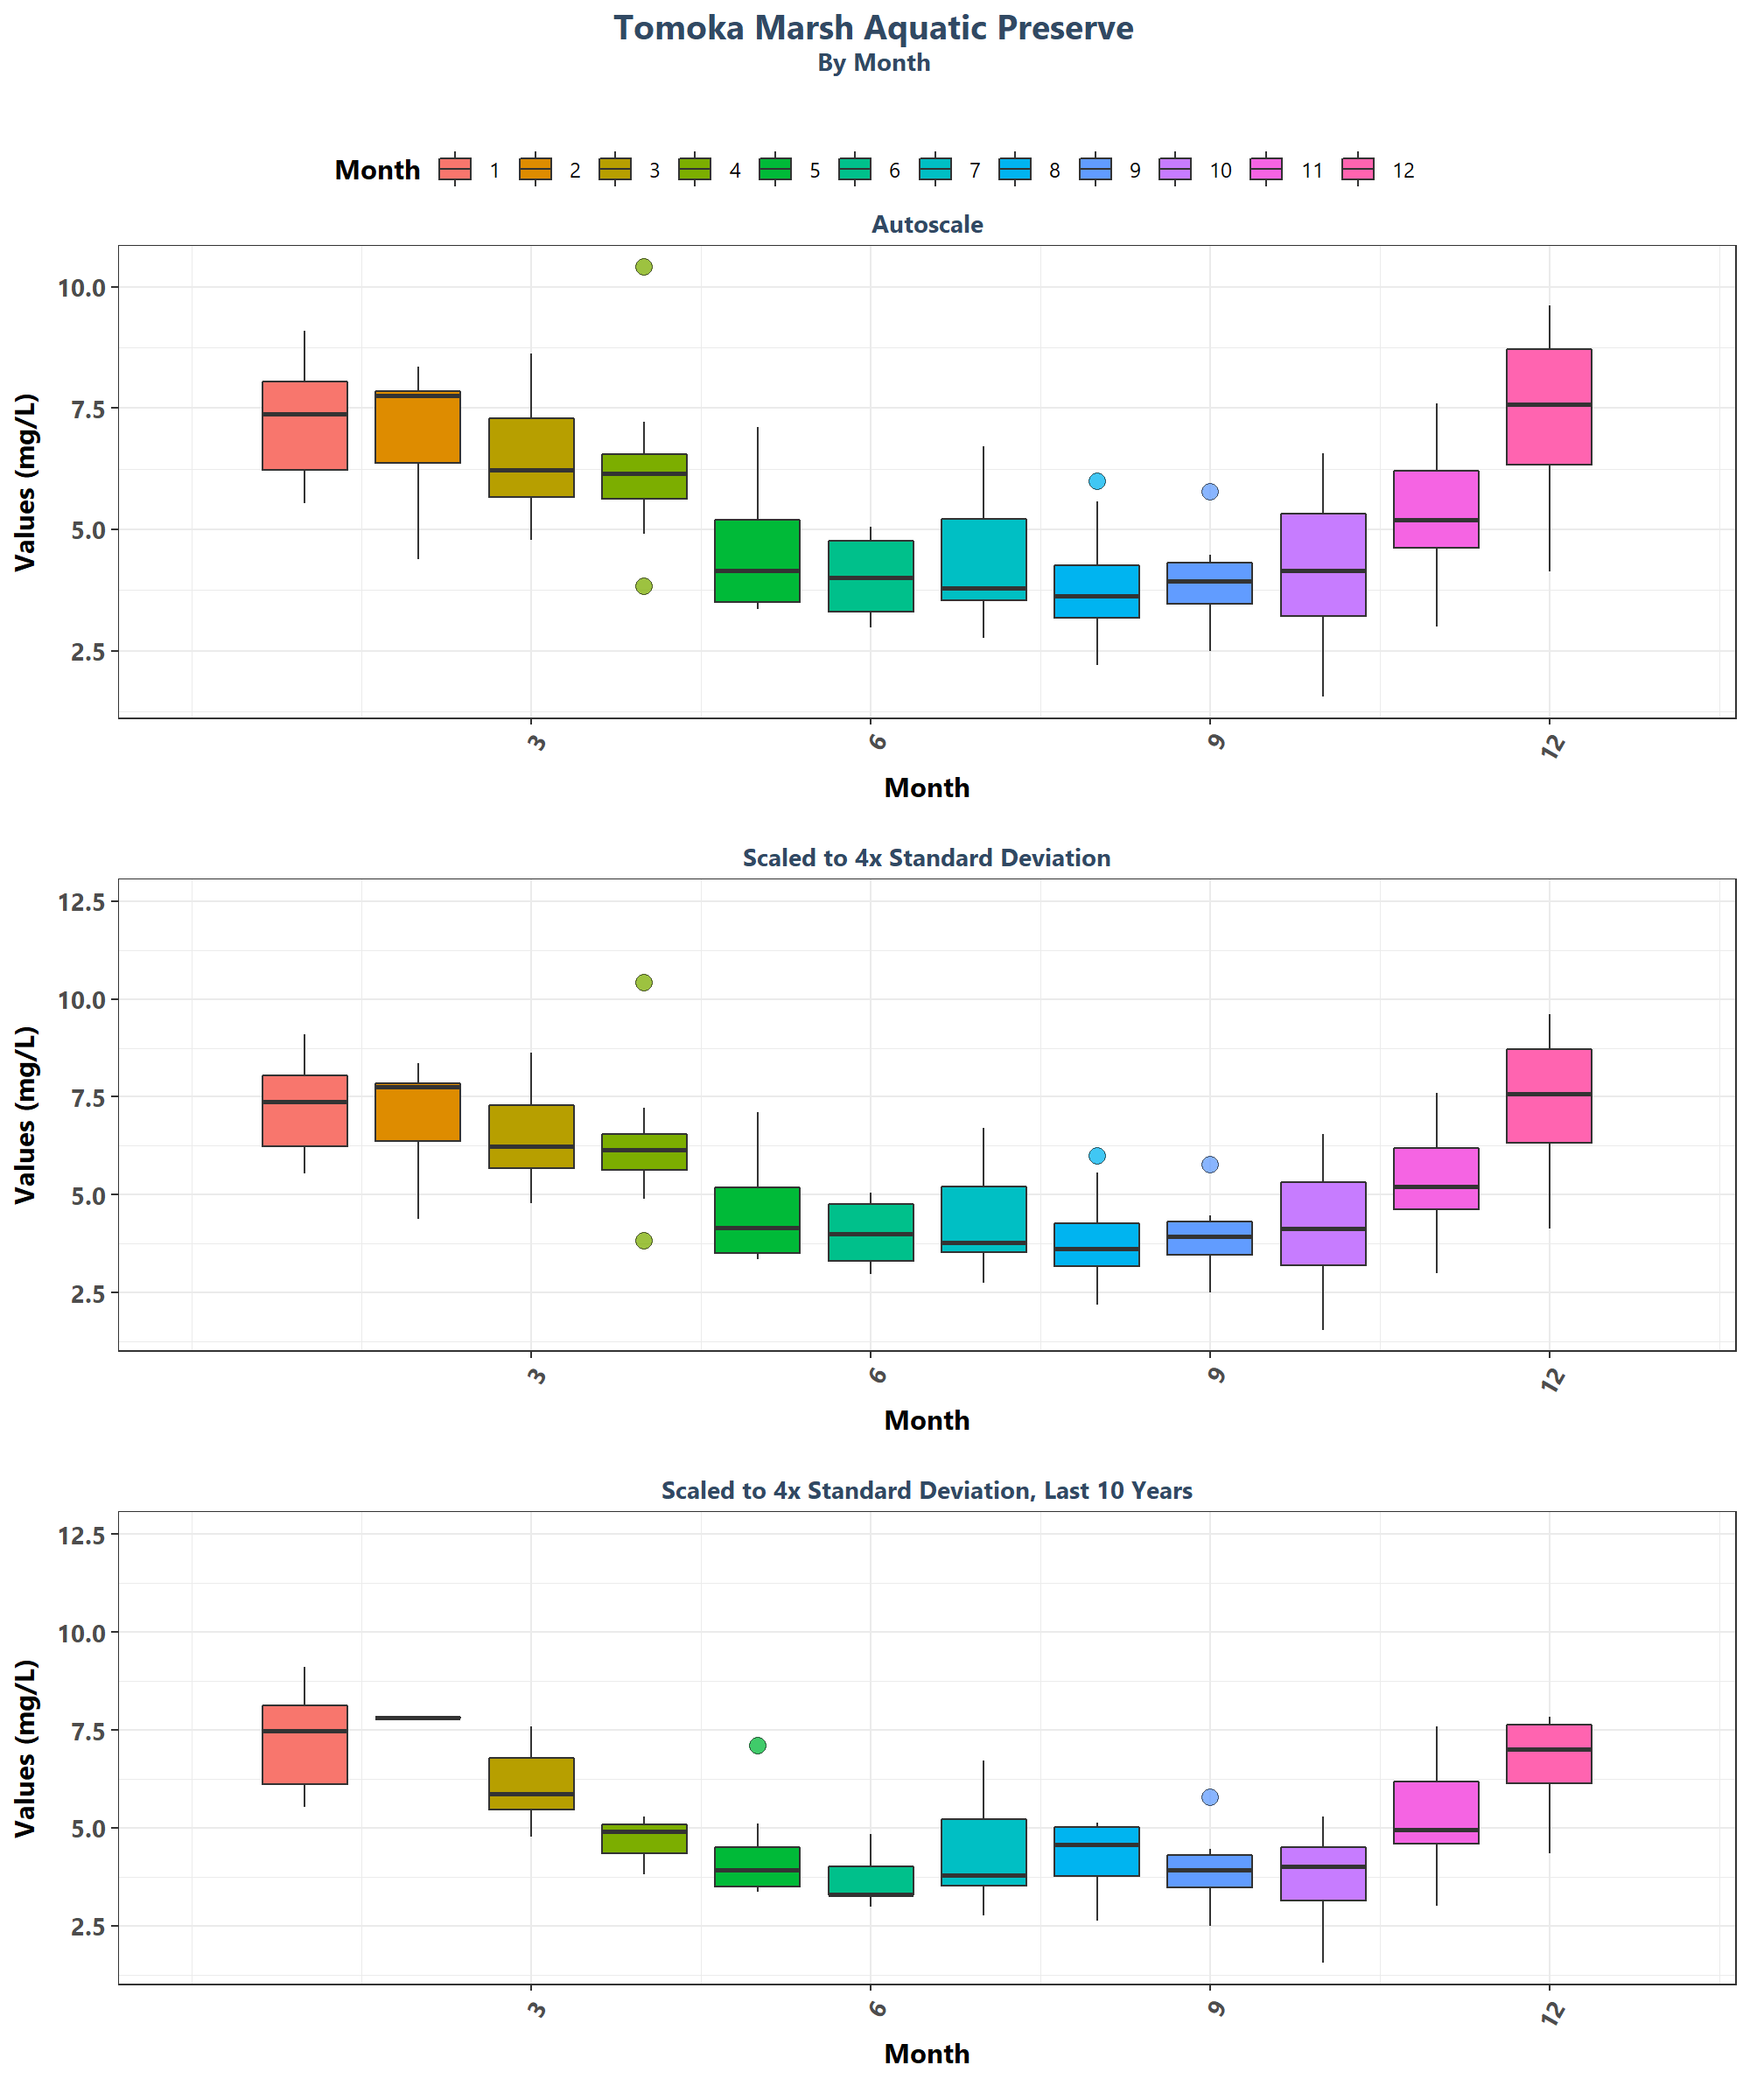 Tomoka Marsh Aquatic Preserve
By Month
Month 1 2 3 4 5 6 7 8 9 10 11 12
Autoscale
Values (mg/L)
10.0
7.5
5.0
2.5
3 6 9 12
Month
Scaled to 4x Standard Deviation
Values (mg/L)
12.5
10.0
7.5
5.0
2.5
3 6 9 12
Month
Scaled to 4x Standard Deviation, Last 10 Years
Values (mg/L)
12.5
10.0
7.5
5.0
2.5
3 6 9 12
Month